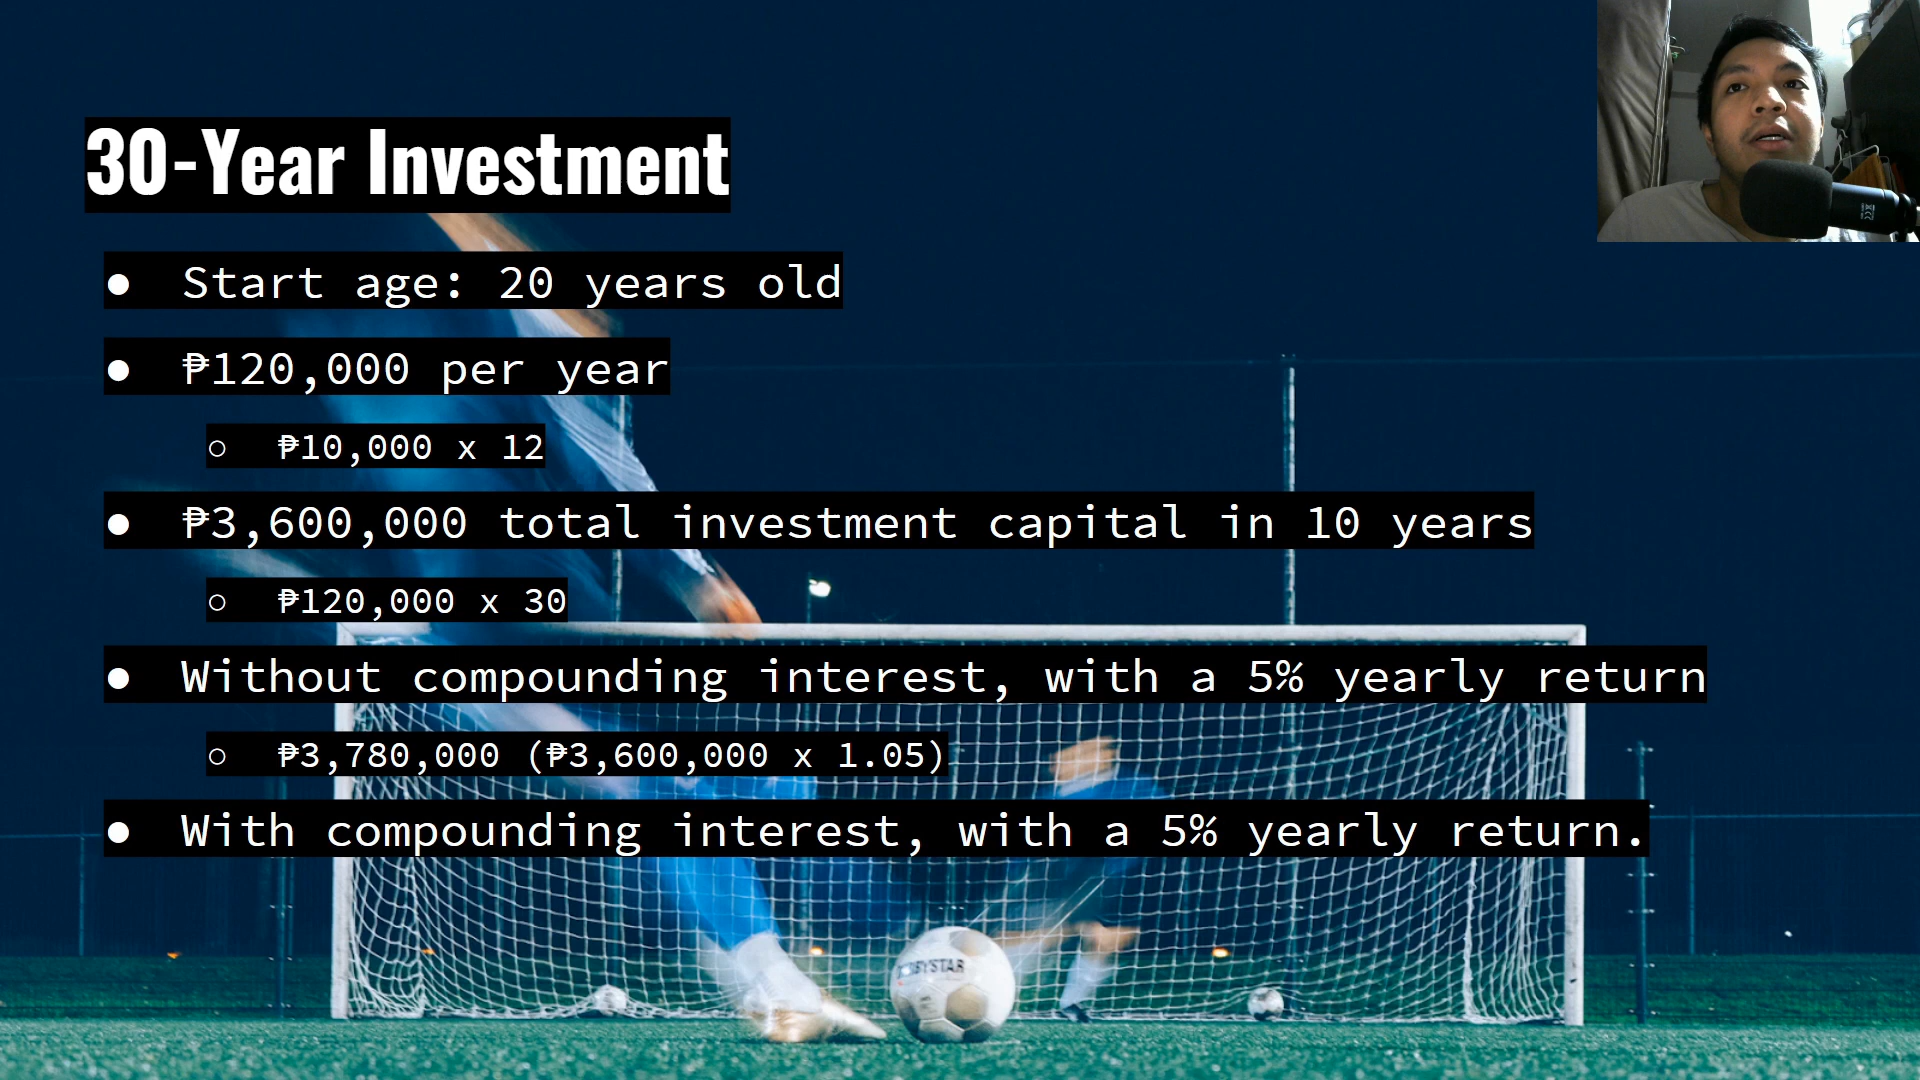 30-Year Investment
● Start age: 20 years old
● ₱120,000 per year
○ ₱10,000 x 12
● ₱3,600,000 total investment capital in 10 years
○ ₱120,000 x 30
● Without compounding interest, with a 5% yearly return
○ ₱3,780,000 (₱3,600,000 x 1.05)
● With compounding interest, with a 5% yearly return.